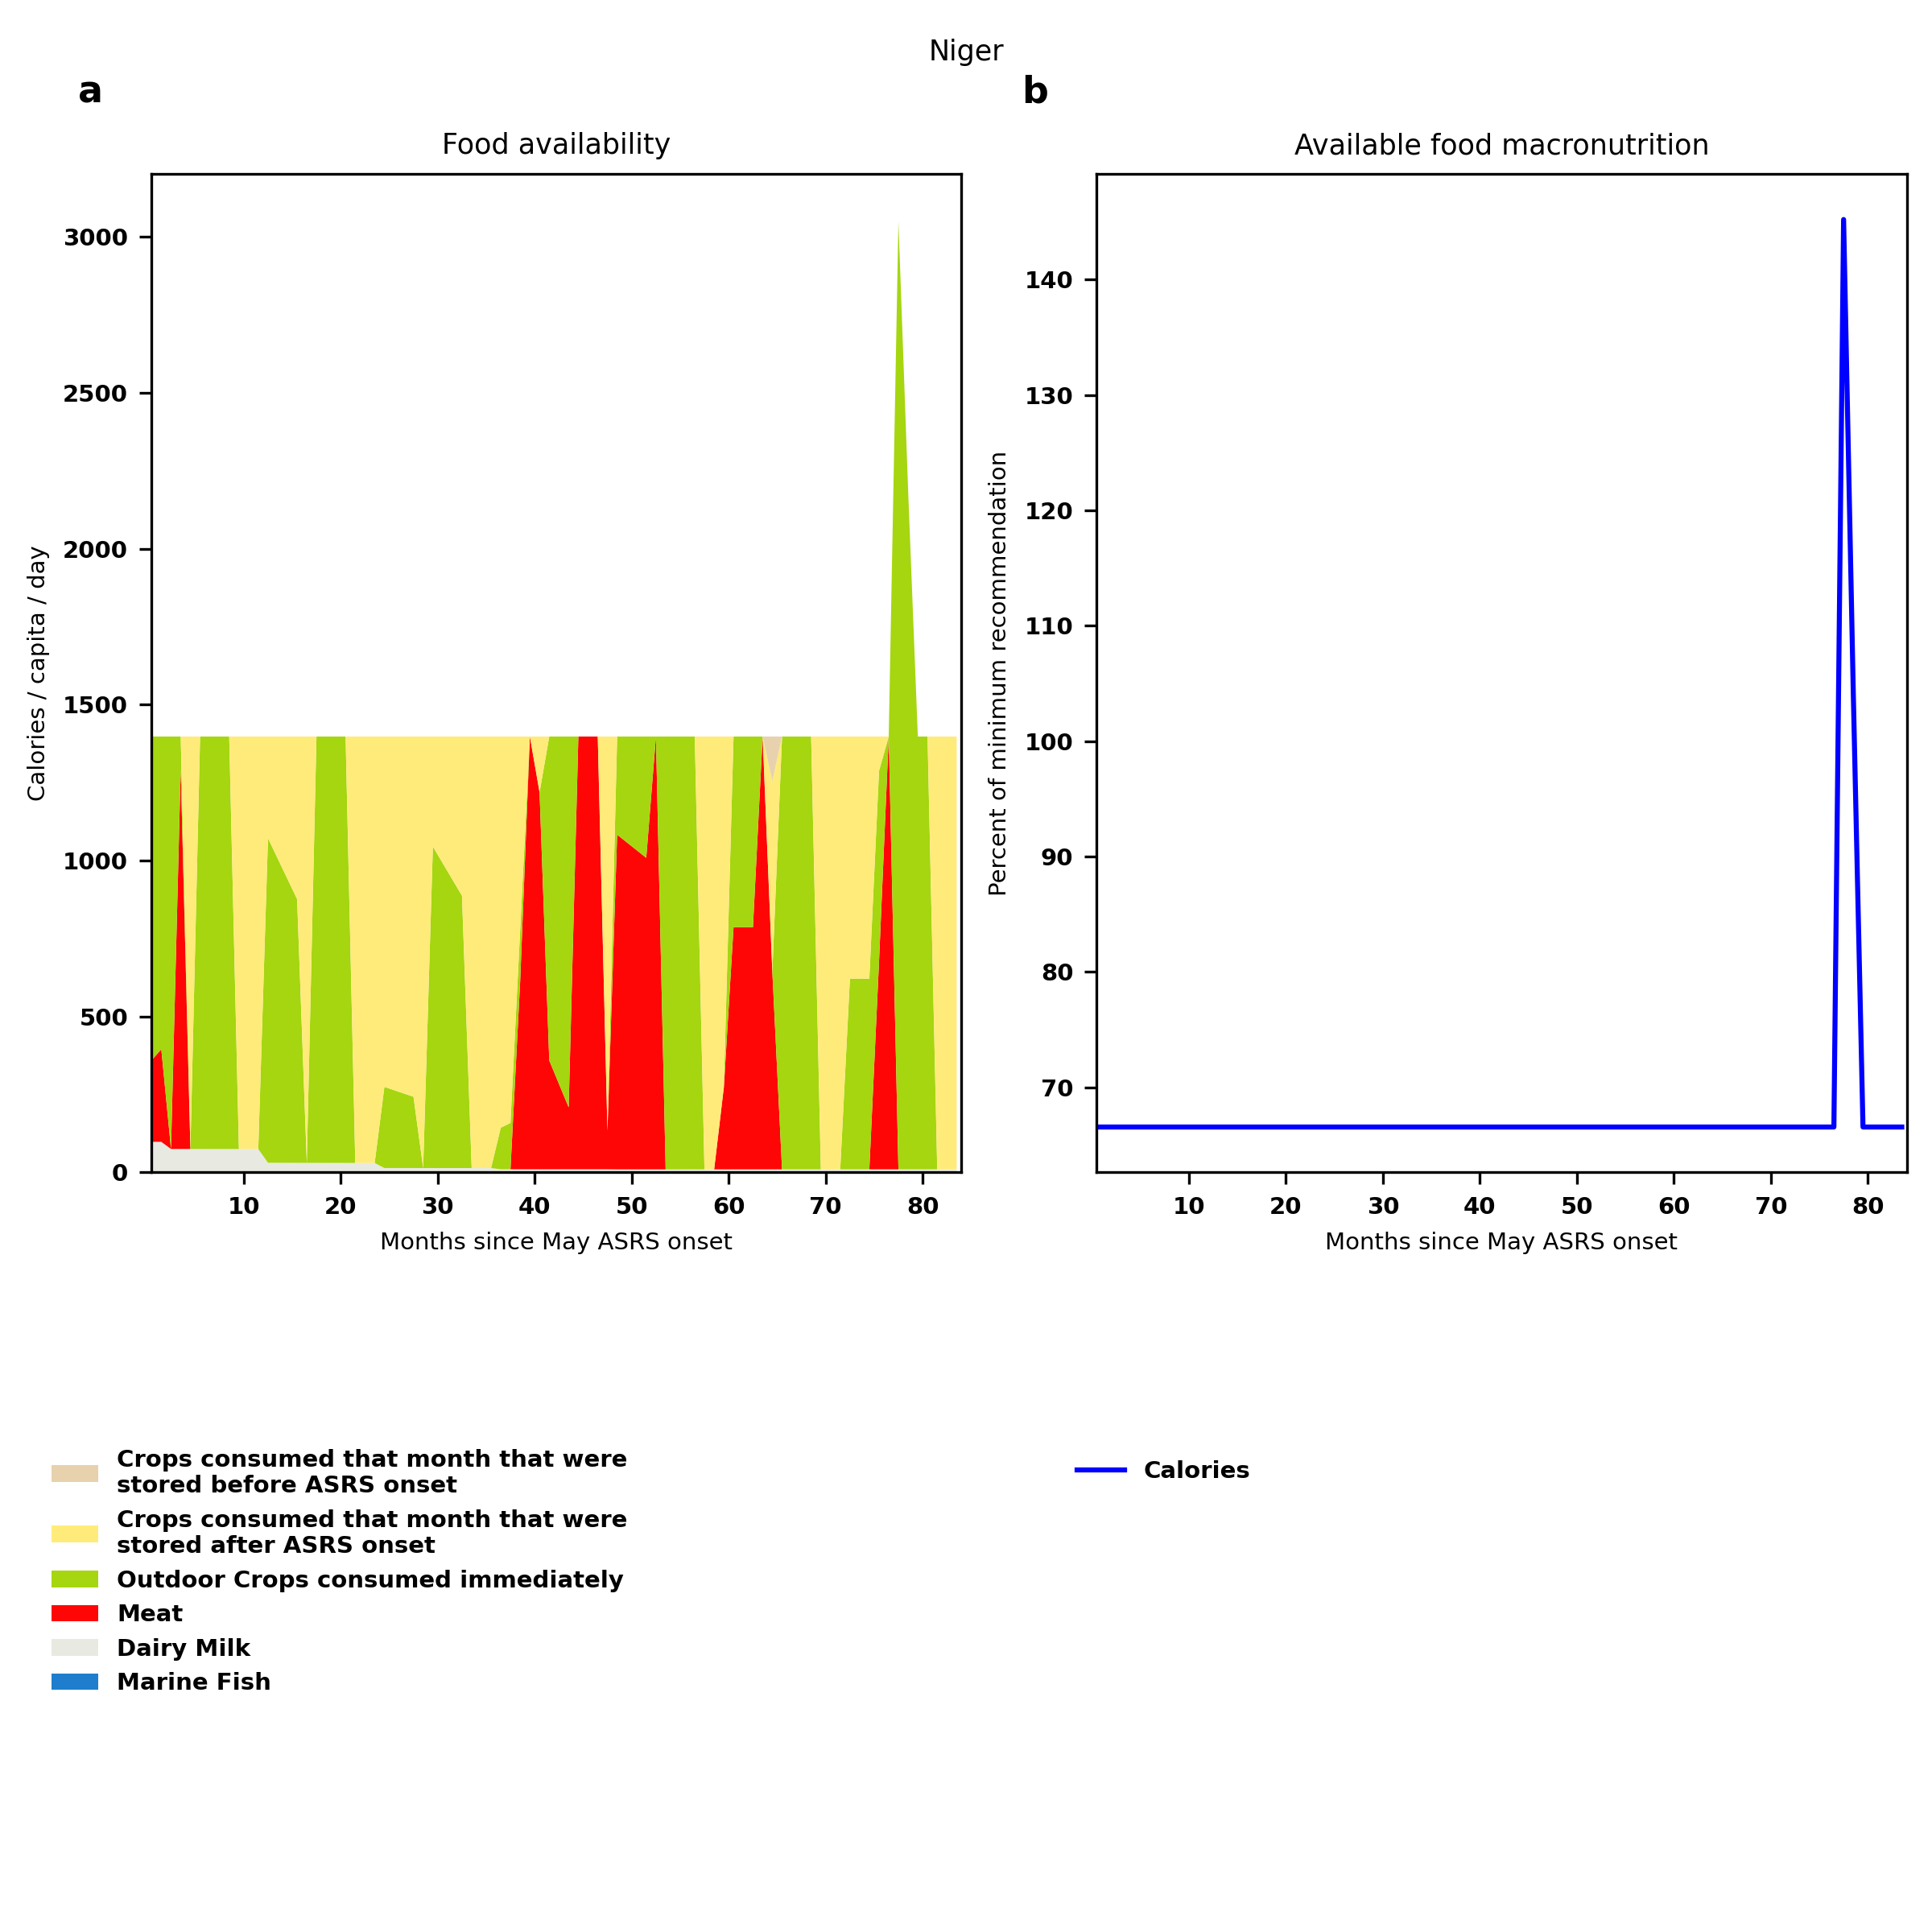 Niger
a
Food availability
3000
2500
2000
1500
1000
500
0
Calories / capita / day
10 20 30 40 50 60 70 80
Months since May ASRS onset
b
Available food macronutrition
140
130
120
110
100
90
80
70
Percent of minimum recommendation
10 20 30 40 50 60 70 80
Months since May ASRS onset
Crops consumed that month that were
stored before ASRS onset
Crops consumed that month that were
stored after ASRS onset
Outdoor Crops consumed immediately
Meat
Dairy Milk
Marine Fish
Calories